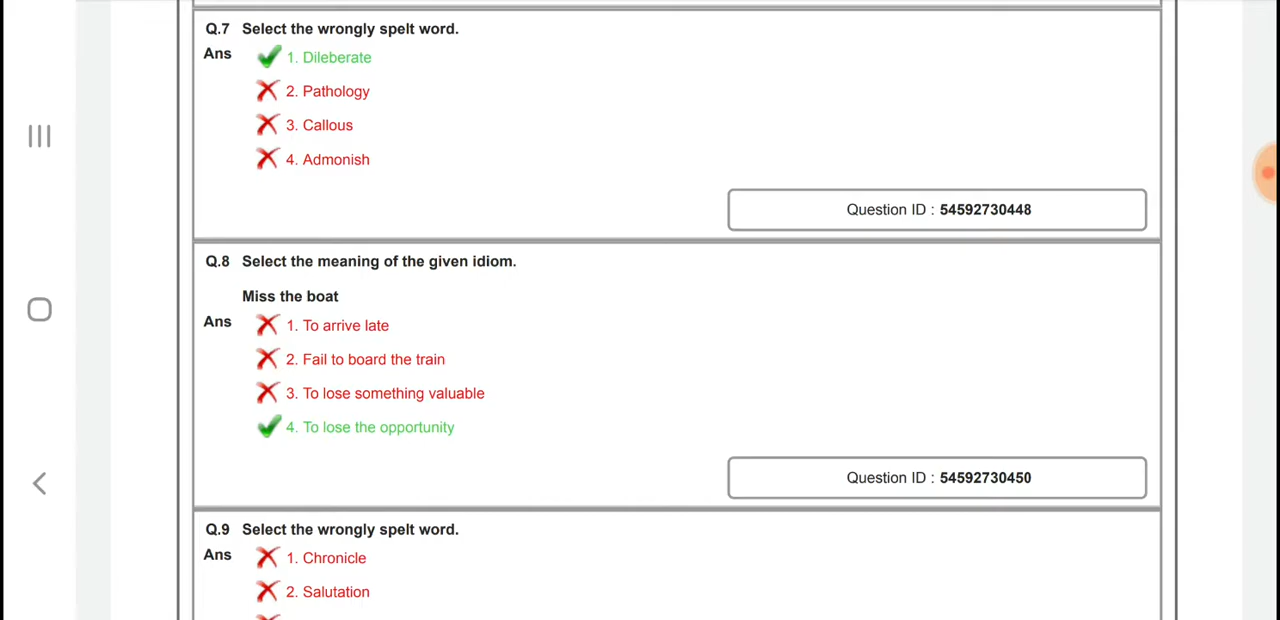 Q.7 Select the wrongly spelt word.
Ans 1. Dileberate
2. Pathology
3. Callous
4. Admonish
Question ID : 54592730448
Q.8 Select the meaning of the given idiom.
Miss the boat
Ans 1. To arrive late
2. Fail to board the train
3. To lose something valuable
4. To lose the opportunity
Question ID : 54592730450
Q.9 Select the wrongly spelt word.
Ans 1. Chronicle
2. Salutation